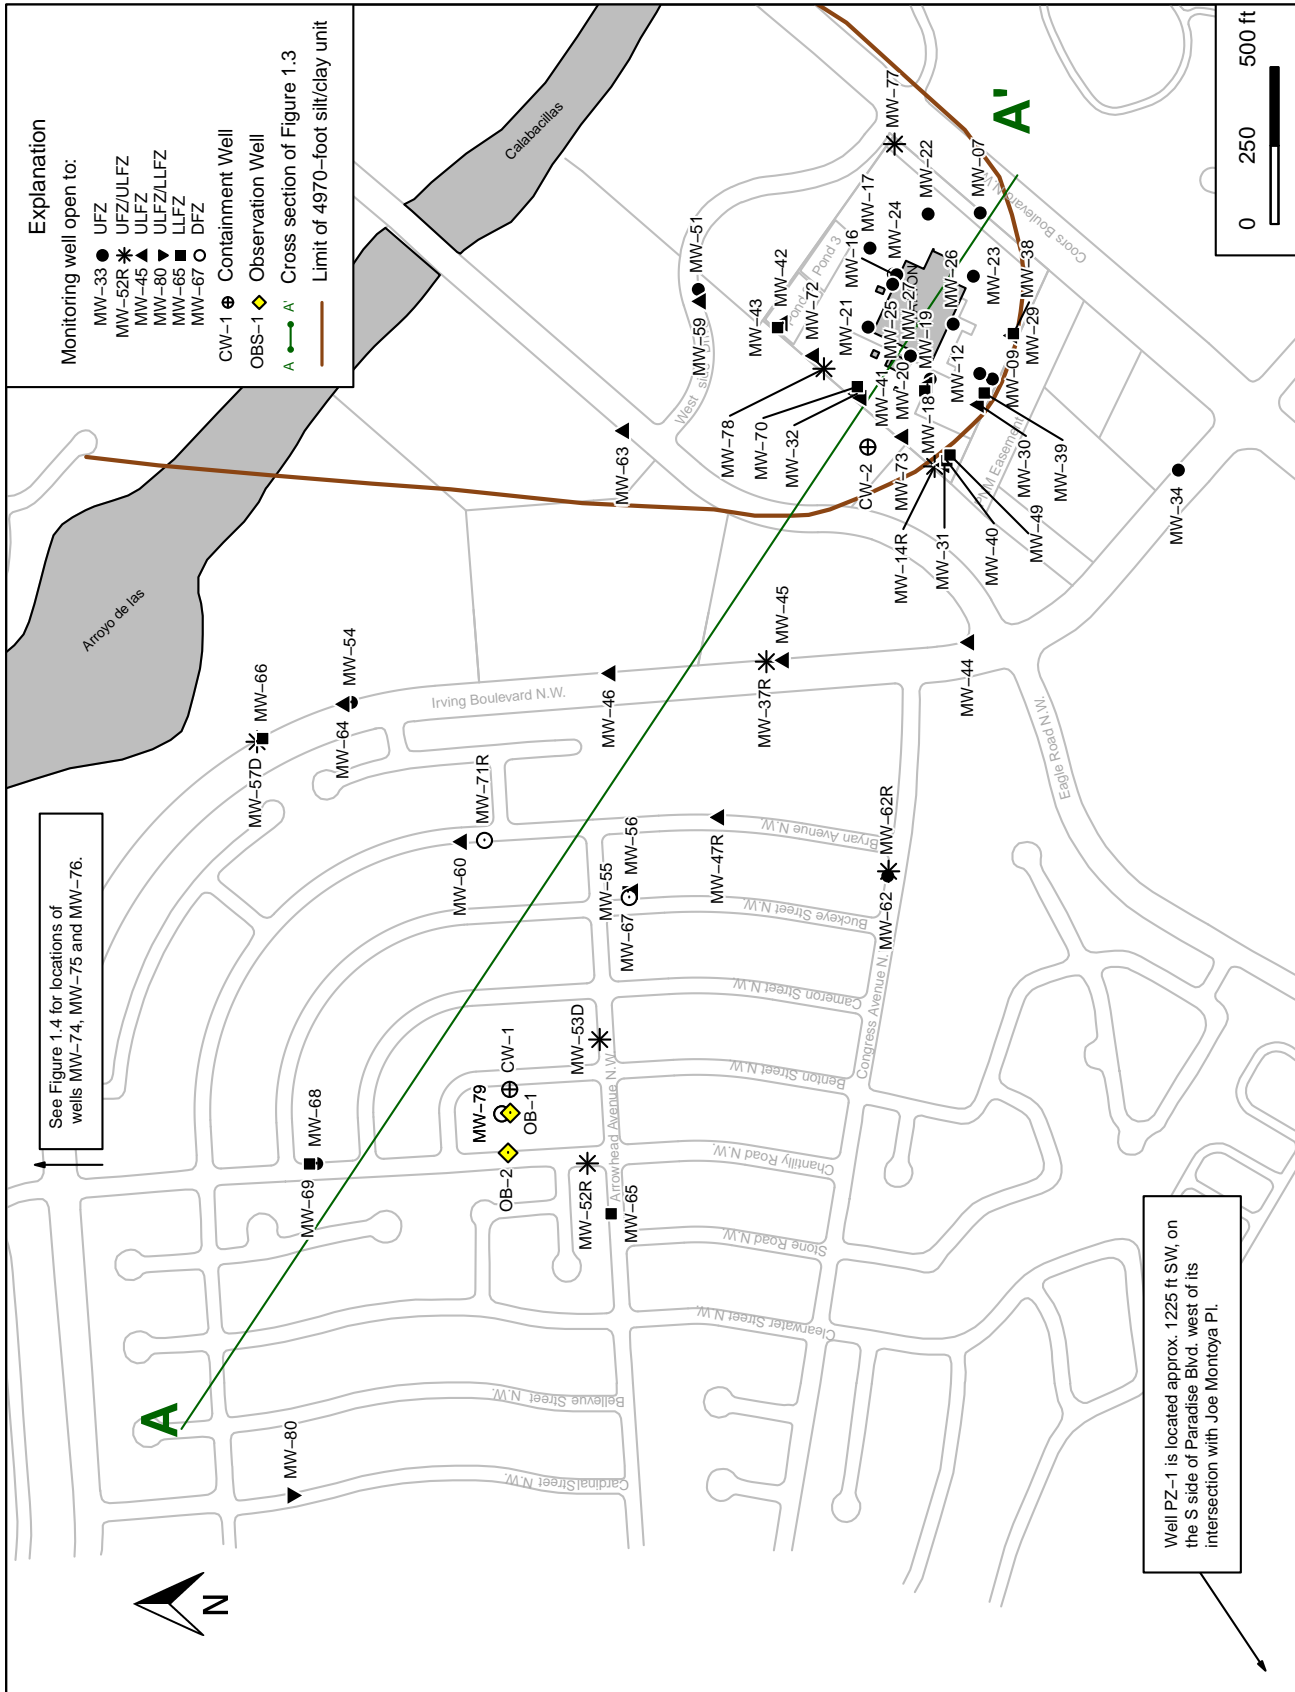 Explanation
Monitoring well open to:
MW-33 UFZ
MW-52R UFZ/ULFZ
MW-45 ULFZ
MW-80 ULFZ/LLFZ
MW-65 LLFZ
MW-67 DFZ
CW-1 Containment Well
OBS-1 Observation Well
A A' Cross section of Figure 1.3
Limit of 4970-foot silt/clay unit
See Figure 1.4 for locations of
wells MW-74, MW-75 and MW-76.
Well PZ-1 is located approx. 1225 ft SW, on
the S side of Paradise Blvd. west of its
intersection with Joe Montoya Pl.
N
A
A'
0 250 500 ft
Arroyo de las
Calabacillas
MW-80
MW-69
MW-68
MW-79
CW-1
OB-1
OB-2
MW-52R
MW-53D
MW-65
MW-57D
MW-66
MW-64
MW-54
MW-60
MW-71R
MW-55
MW-56
MW-67
MW-46
MW-47R
MW-37R
MW-45
MW-44
MW-62
MW-62R
MW-63
MW-59
MW-51
MW-43
MW-42
MW-72
MW-78
MW-70
MW-32
MW-21
MW-16
MW-17
MW-24
MW-77
MW-22
MW-07
MW-25
MW-27
MW-26
MW-23
MW-41
MW-20
MW-19
MW-18
MW-12
MW-09
MW-38
MW-29
CW-2
MW-73
MW-14R
MW-31
MW-40
MW-49
MW-30
MW-39
MW-34
Irving Boulevard N.W.
Coors Boulevard N.W.
Eagle Road N.W.
Bryan Avenue N.W.
Buckeye Street N.W.
Cameron Street N.W.
Congress Avenue N.
Benton Street N.W.
Chantilly Road N.W.
Arrowhead Avenue N.W.
Stone Road N.W.
Clearwater Street N.W.
Bellevue Street N.W.
Cardinal Street N.W.
PNM Easement
Pond 3
West side